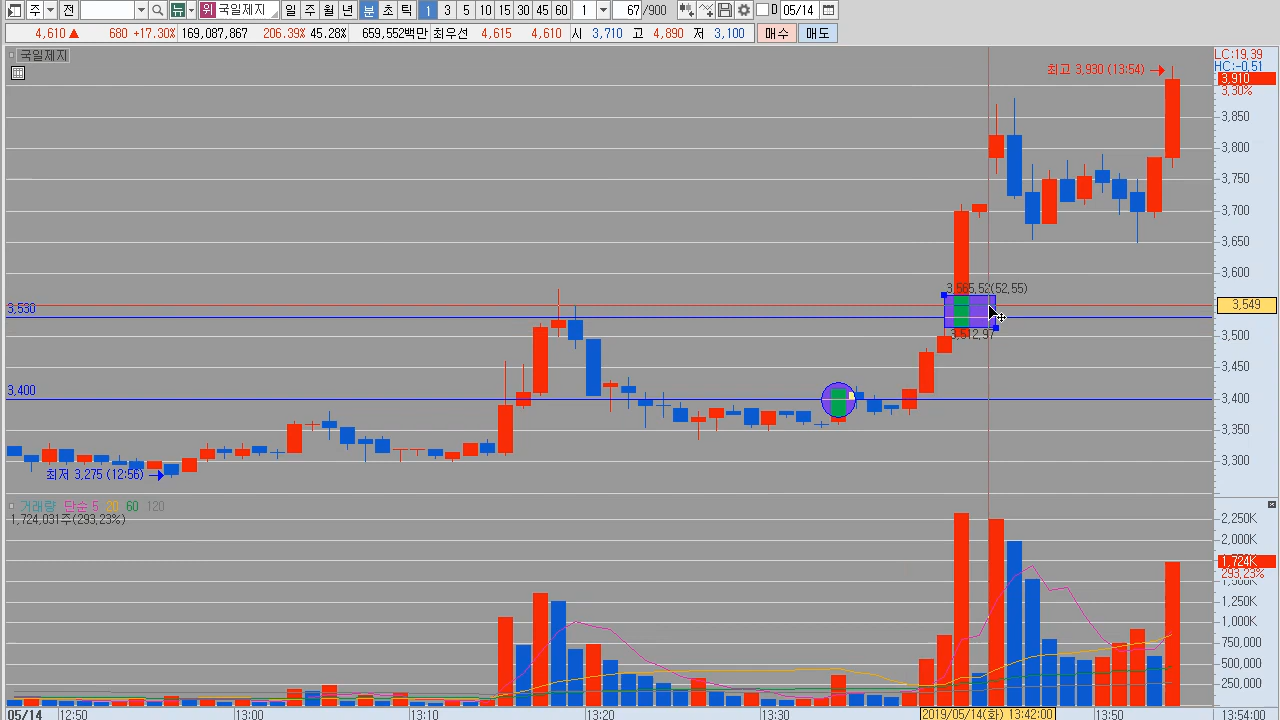 주 전 뉴 위 국일제지 일 주 월 년 분 초 틱 1 3 5 10 15 30 45 60 1 67 /900 D 05/14
4,610 ▲ 680 +17.30% 169,087,867 206.39% 45.28% 659,552백만 최우선 4,615 4,610 시 3,710 고 4,890 저 3,100 매수 매도
국일제지
LC:19,39
HC:-0,51
최고 3,930 (13:54)
3,910
3,30%
3,850
3,800
3,750
3,700
3,650
3,600
3,565,52(52,55)
3,549
3,530
3,512,97
3,500
3,450
3,400
3,400
3,350
3,300
최저 3,275 (12:56)
거래량 단순 5 20 60 120
1,724,031주(293,23%)
2,250K
2,000K
1,724K
293,23%
1,500K
1,250K
1,000K
750,000
500,000
250,000
05/14 12:50 13:00 13:10 13:20 13:30 2019/05/14(화) 13:42:00 13:50 13:54:00